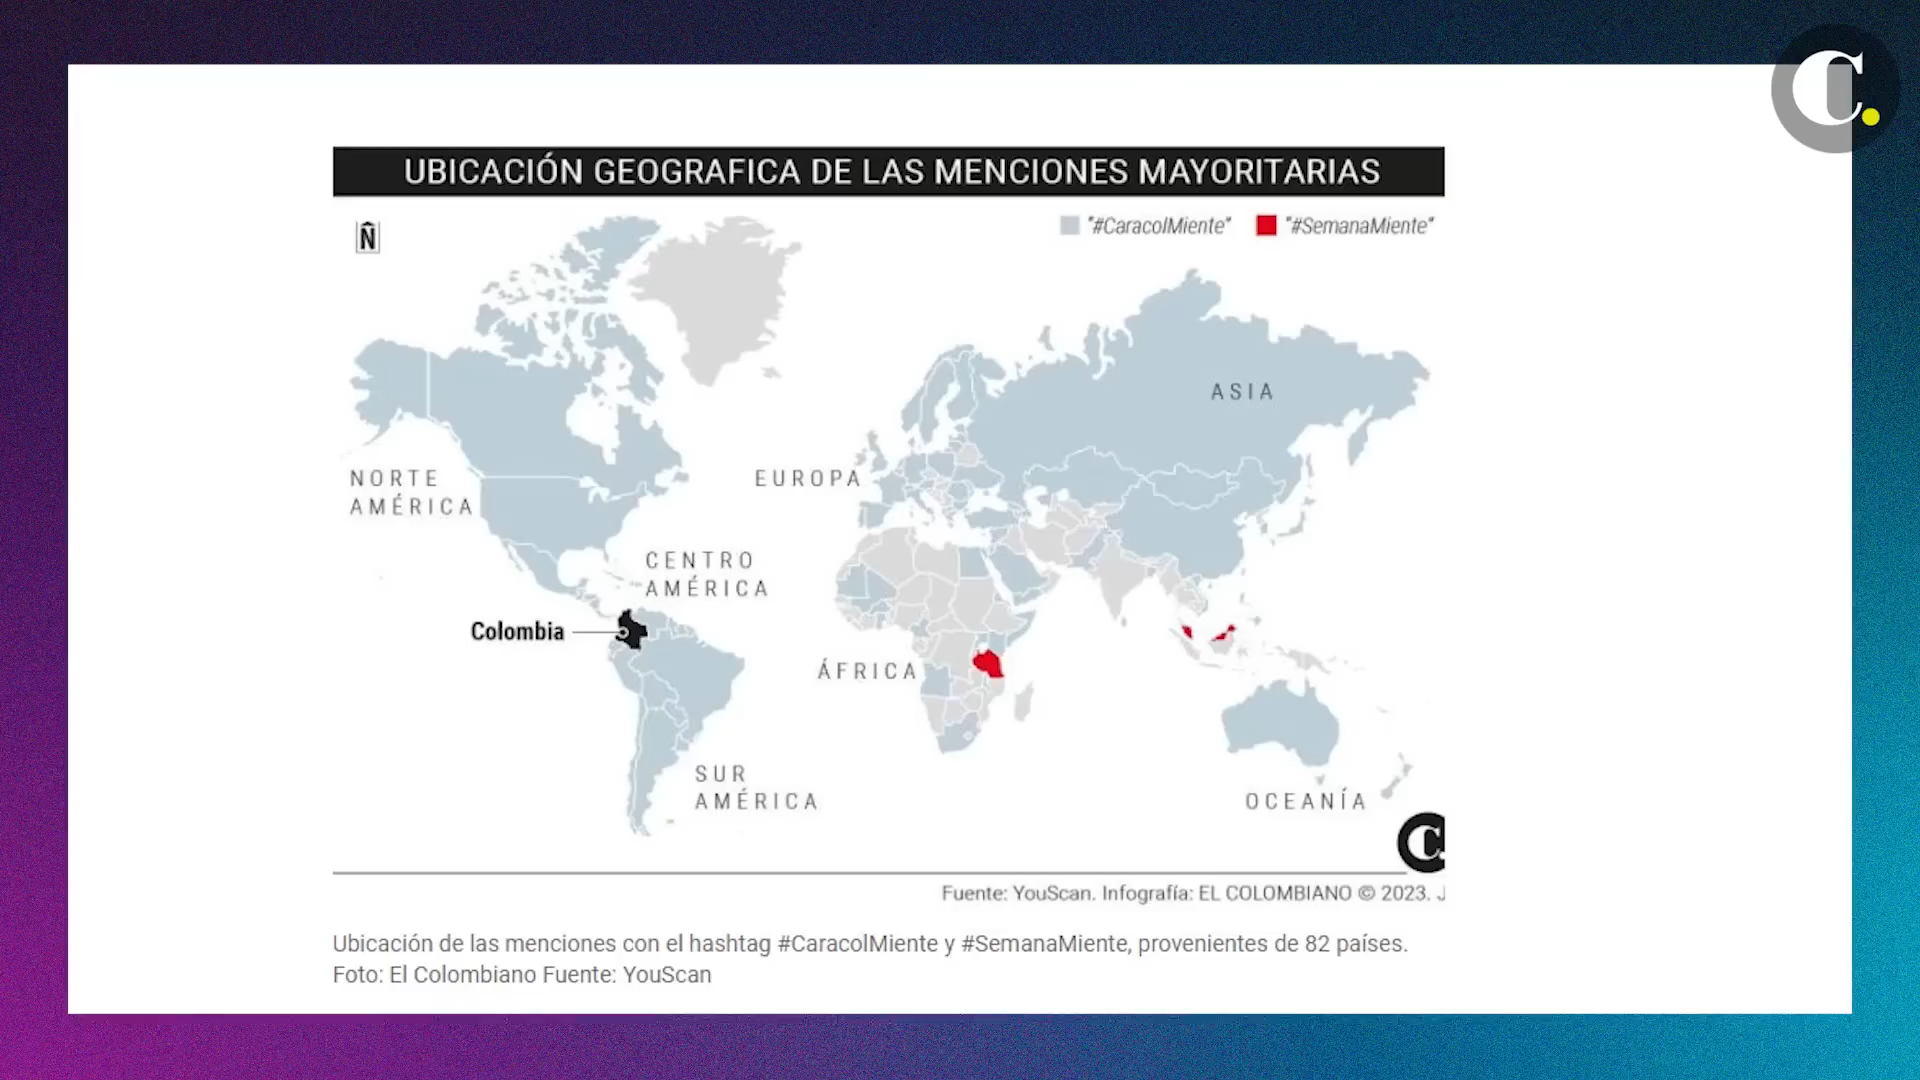 C.
UBICACIÓN GEOGRAFICA DE LAS MENCIONES MAYORITARIAS
"#CaracolMiente" "#SemanaMiente"
N
ASIA
NORTE
AMÉRICA
EUROPA
CENTRO
AMÉRICA
Colombia
ÁFRICA
SUR
AMÉRICA
OCEANÍA
C.
Fuente: YouScan. Infografía: EL COLOMBIANO © 2023. J
Ubicación de las menciones con el hashtag #CaracolMiente y #SemanaMiente, provenientes de 82 países.
Foto: El Colombiano Fuente: YouScan